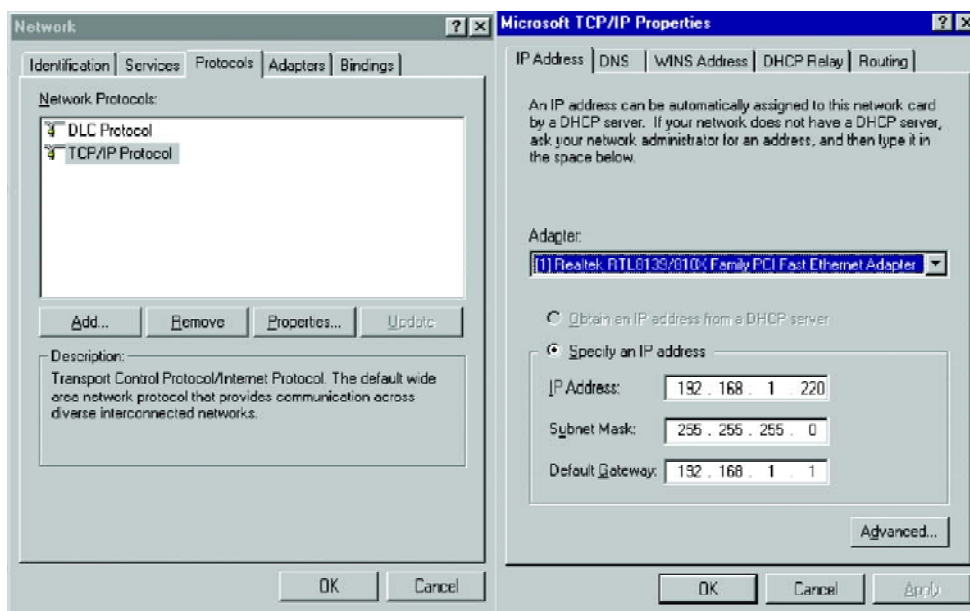 Network
Identification Services Protocols Adapters Bindings
Network Protocols:
DLC Protocol
TCP/IP Protocol
Add... Remove Properties... Update
Description:
Transport Control Protocol/Internet Protocol. The default wide
area network protocol that provides communication across
diverse interconnected networks.
OK Cancel
Microsoft TCP/IP Properties
IP Address DNS WINS Address DHCP Relay Routing
An IP address can be automatically assigned to this network card
by a DHCP server. If your network does not have a DHCP server,
ask your network administrator for an address, and then type it in
the space below.
Adapter:
[1] Realtek RTL8139/810X Family PCI Fast Ethernet Adapter
Obtain an IP address from a DHCP server
Specify an IP address
IP Address: 192 . 168 . 1 . 220
Subnet Mask: 255 . 255 . 255 . 0
Default Gateway: 192 . 168 . 1 . 1
Advanced...
OK Cancel Apply